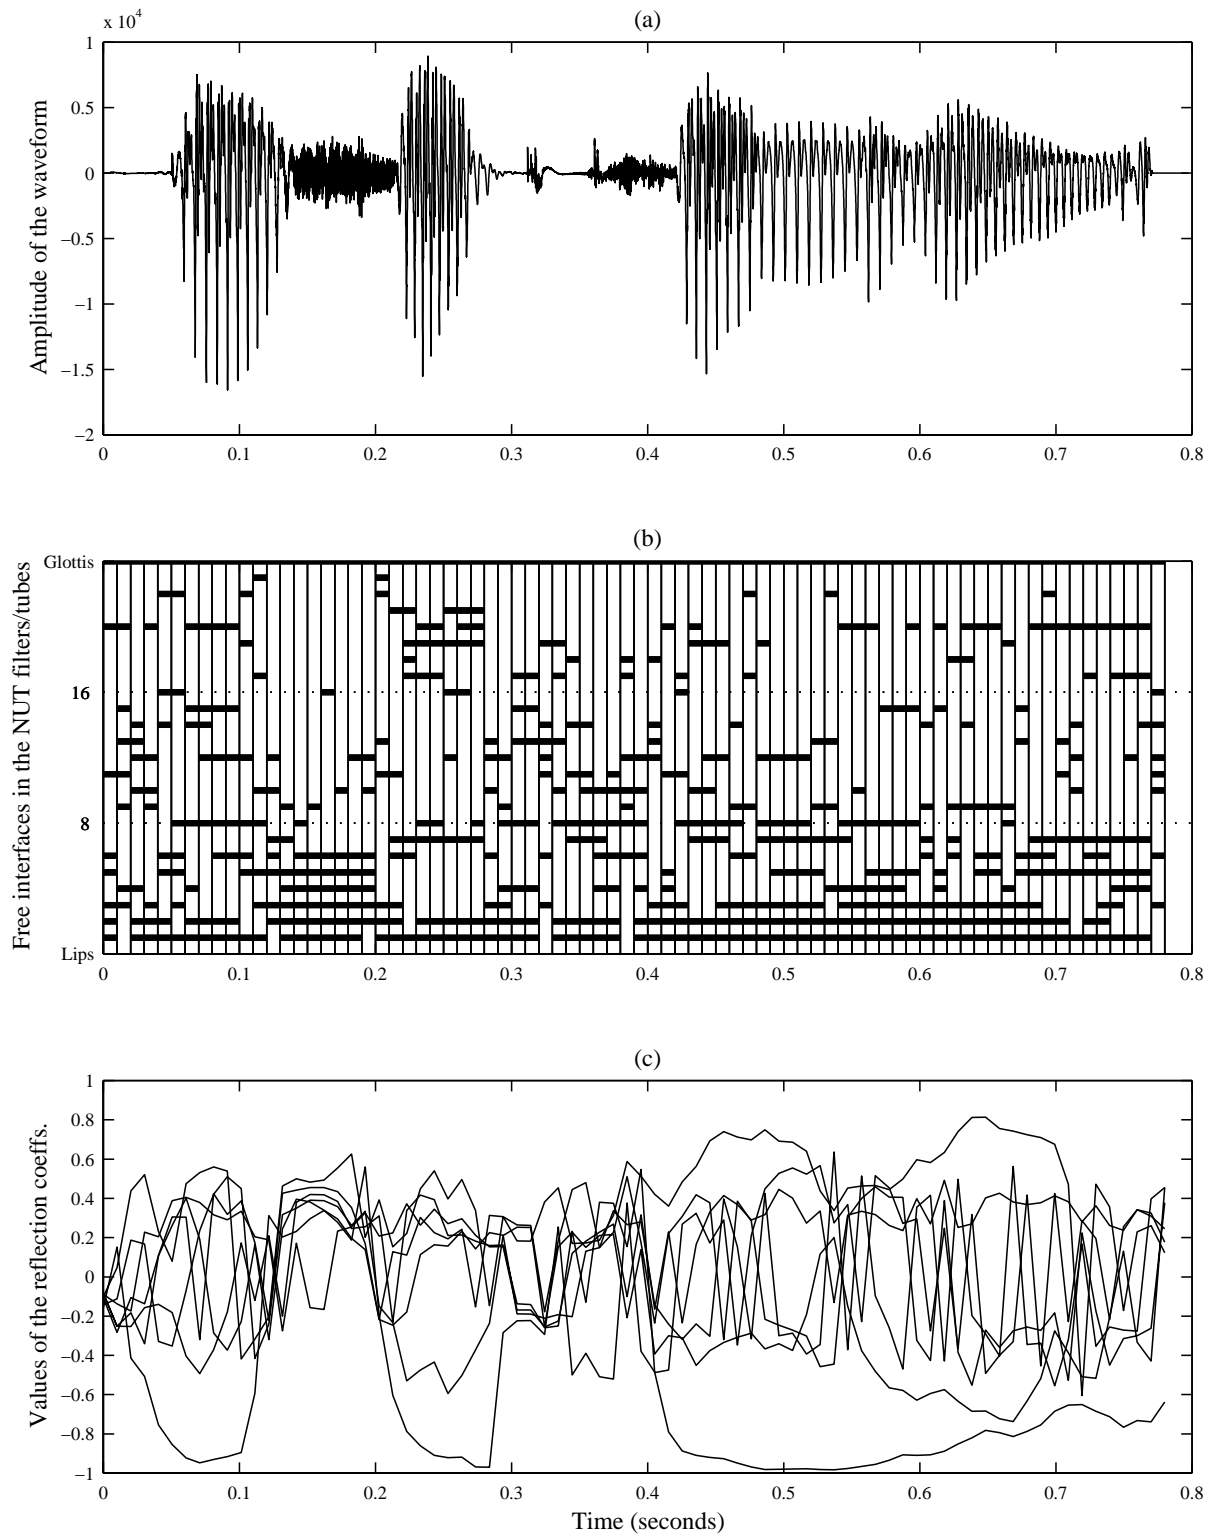 (a)
x 10⁴
1
0.5
0
−0.5
−1
−1.5
−2
Amplitude of the waveform
0 0.1 0.2 0.3 0.4 0.5 0.6 0.7 0.8
(b)
Glottis
16
8
Lips
Free interfaces in the NUT filters/tubes
0 0.1 0.2 0.3 0.4 0.5 0.6 0.7 0.8
(c)
1
0.8
0.6
0.4
0.2
0
−0.2
−0.4
−0.6
−0.8
−1
Values of the reflection coeffs.
0 0.1 0.2 0.3 0.4 0.5 0.6 0.7 0.8
Time (seconds)